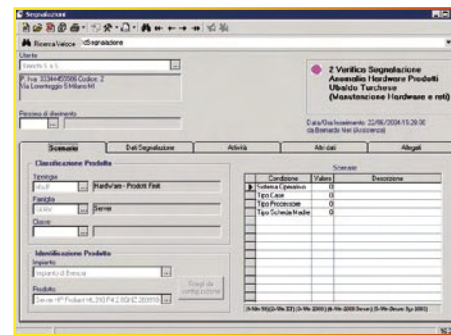 Segnalazioni
Ricerca Veloce
Utente
P. Iva 33344455566 Codice: 2
Via Lorenteggio 5 Milano MI
2 Verifica Segnalazione
Anomalia Hardware Prodotti
Ubaldo Turchese
(Manutenzione Hardware e reti)
Persona di riferimento
Data/Ora Inserimento: 22/06/2004 15:29:30
da Bernardo Neri (Assistenza)
Scenario
Dati Segnalazione
Attività
Altri dati
Allegati
Classificazione Prodotto
Tipologia
Hardware - Prodotti Finiti
Famiglia
Server
Classe
Identificazione Prodotto
Impianto
Impianto di Brescia
Prodotto
Scegli da
configurazione
Scenario
Condizione Valore Descrizione
Sistema Operativo 0
Tipo Case 0
Tipo Processore 0
Tipo Scheda Madre 0